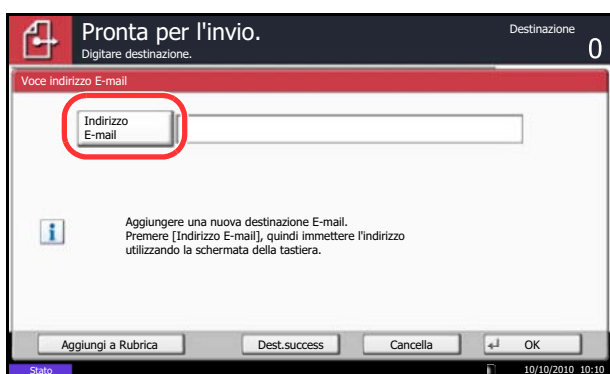 Pronta per l'invio.
Digitare destinazione.
Destinazione
0
Voce indirizzo E-mail
Indirizzo
E-mail
Aggiungere una nuova destinazione E-mail.
Premere [Indirizzo E-mail], quindi immettere l'indirizzo
utilizzando la schermata della tastiera.
Aggiungi a Rubrica
Dest.success
Cancella
OK
Stato
10/10/2010 10:10